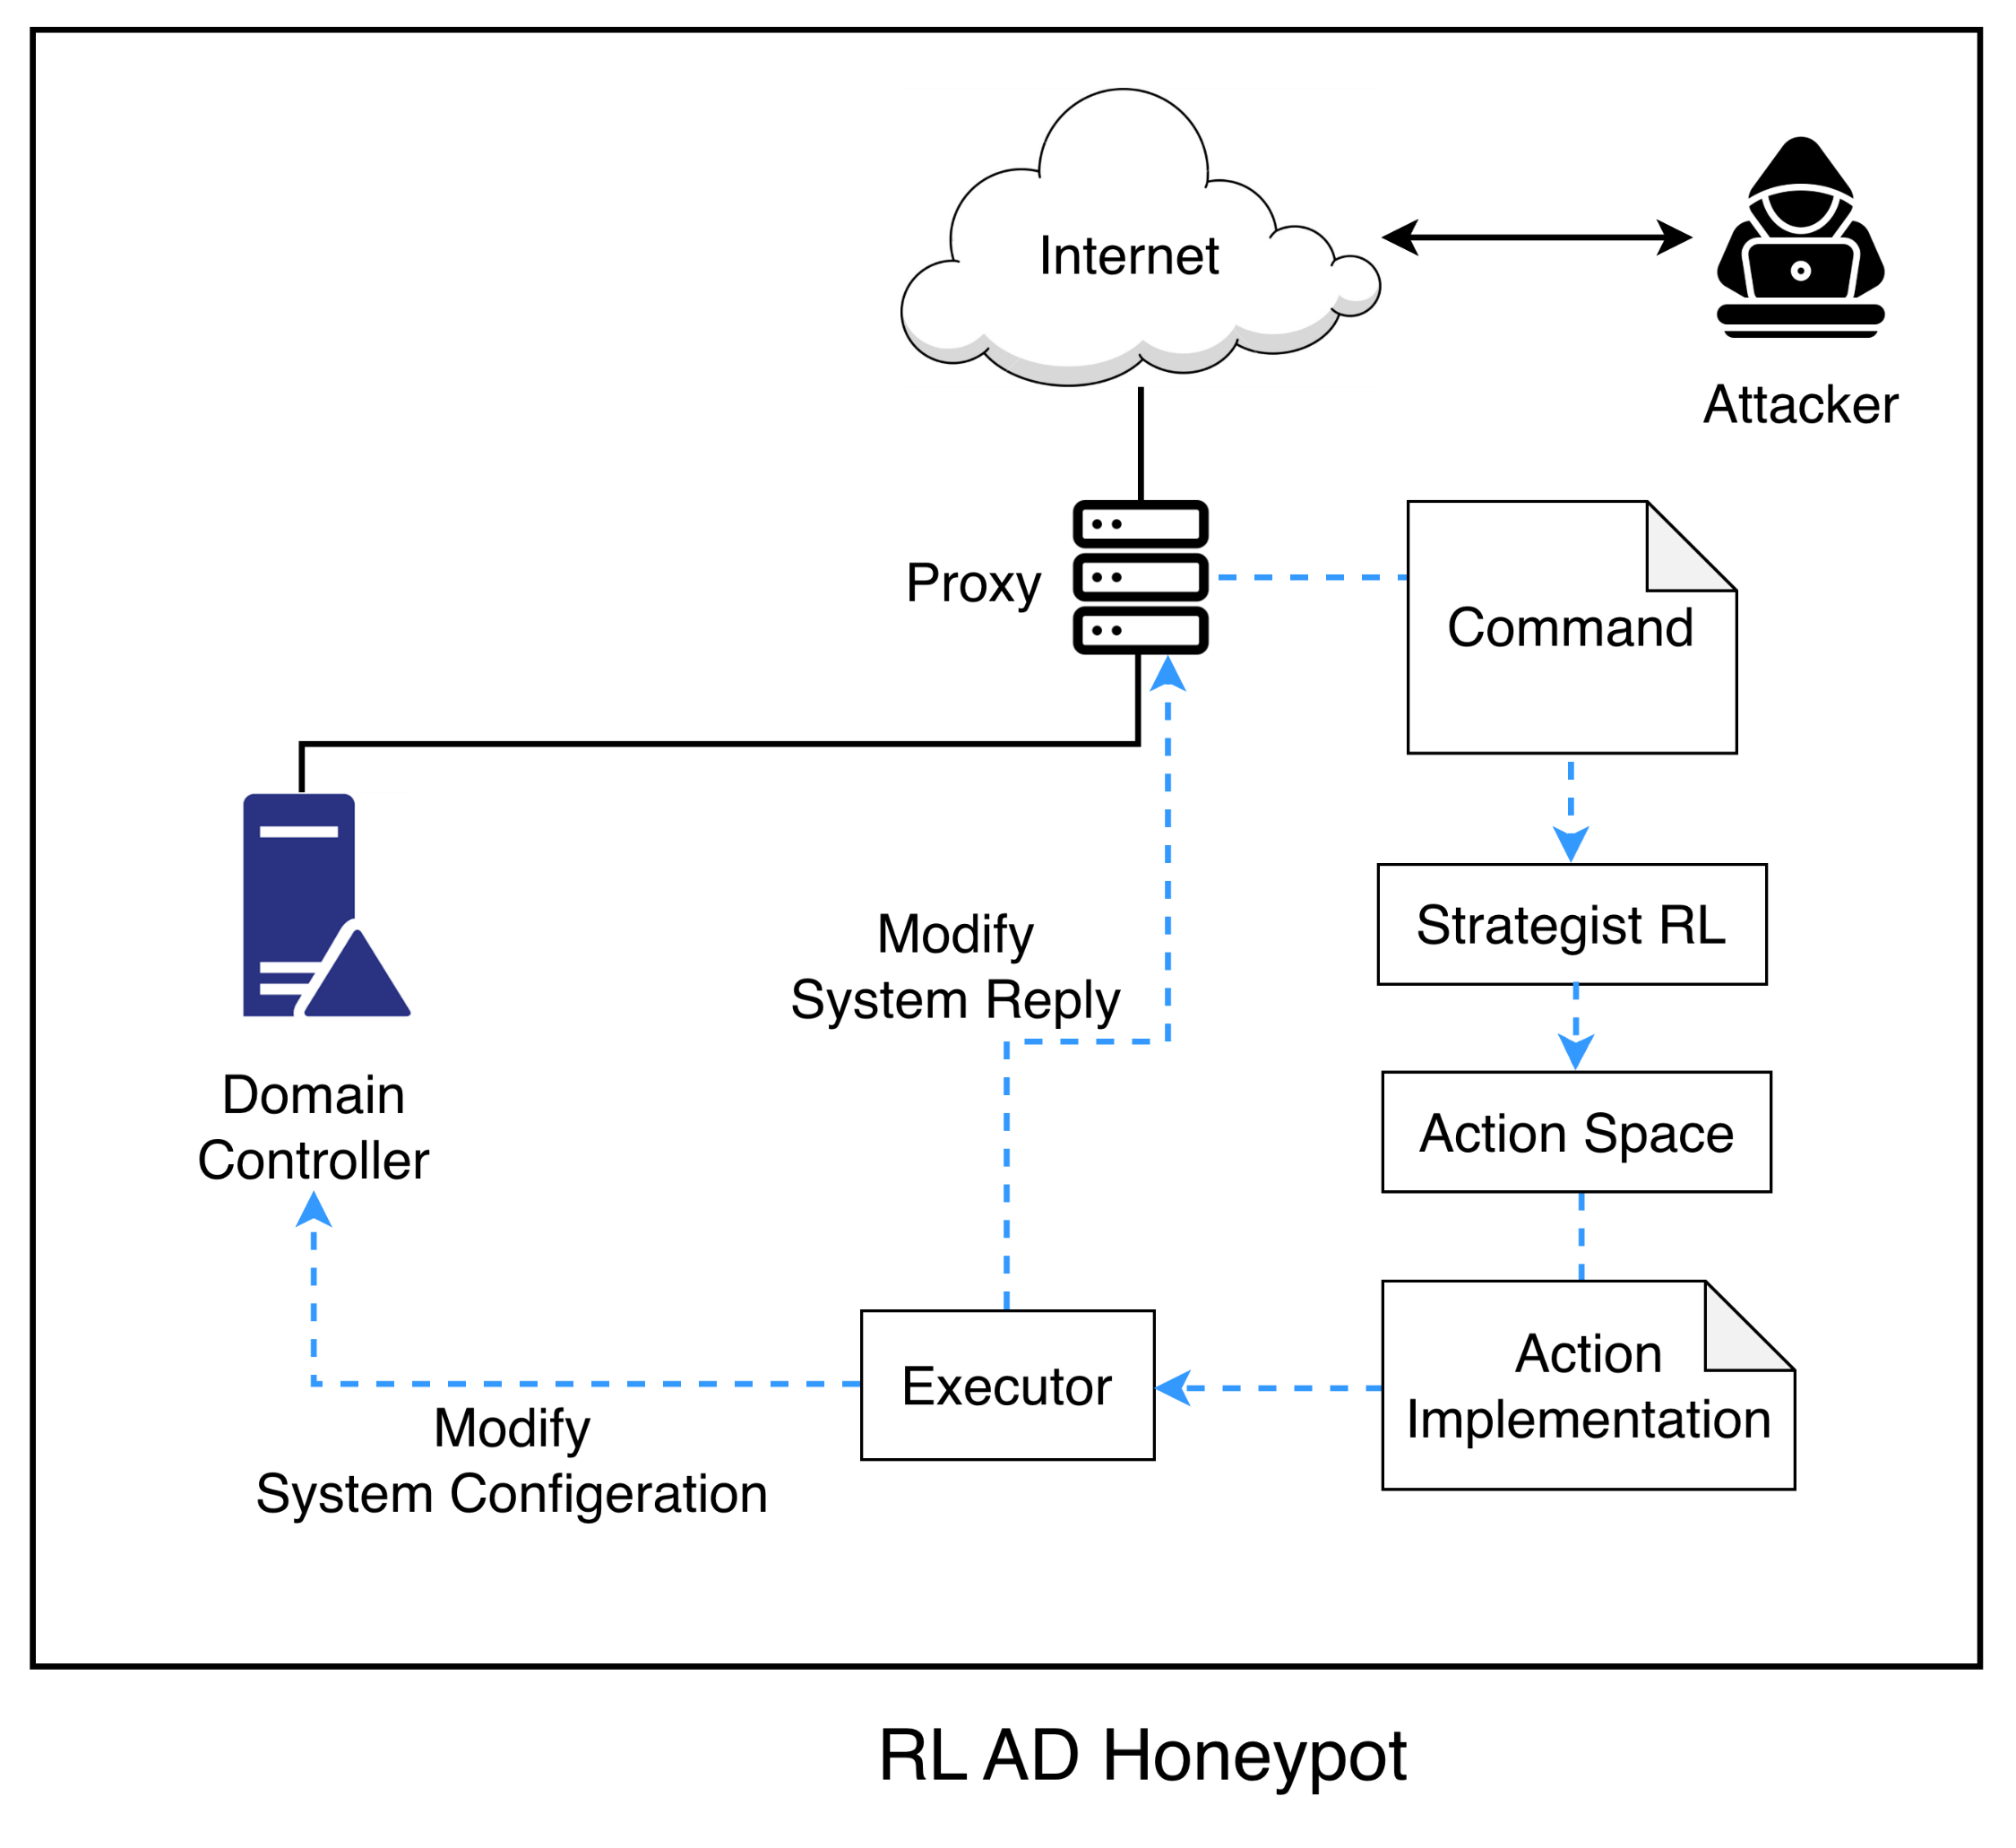 Internet
Attacker
Proxy
Command
Strategist RL
Modify
System Reply
Action Space
Domain
Controller
Action
Implementation
Executor
Modify
System Configeration
RL AD Honeypot